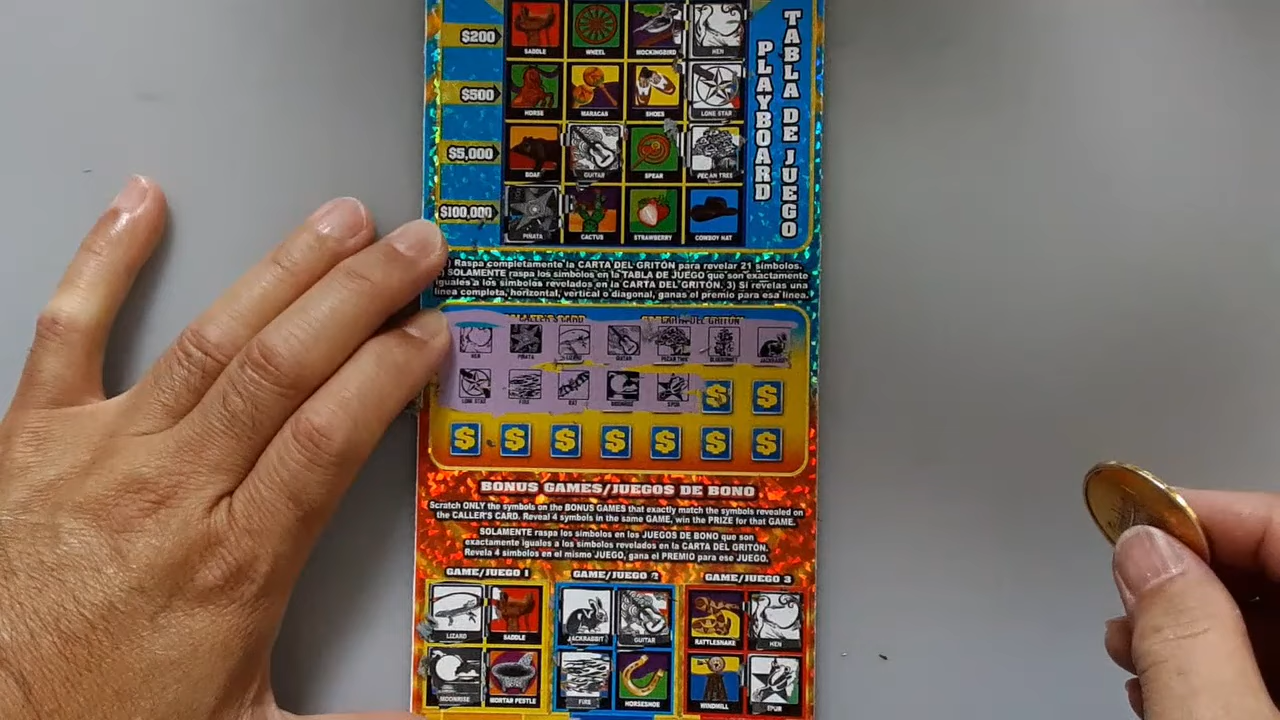 $200
SADDLE WHEEL MOCKINGBIRD HEN
$500
HORSE MARACAS SHOES LONE STAR
$5,000
BOAR GUITAR SPEAR PECAN TREE
$100,000
PIÑATA CACTUS STRAWBERRY COWBOY HAT
PLAYBOARD
TABLA DE JUEGO
) Raspa completamente la CARTA DEL GRITÓN para revelar 21 símbolos.
) SOLAMENTE raspa los símbolos en la TABLA DE JUEGO que son exactamente
iguales a los símbolos revelados en la CARTA DEL GRITÓN. 3) Si revelas una
línea completa, horizontal, vertical o diagonal, ganas el premio para esa línea.
CALLER'S CARD DEL GRITÓN
HEN PIÑATA LIZARD GUITAR PECAN TREE BLUEBONNET JACKRABBIT
LONE STAR FIRE BAT MOONRISE SPUR $ $
$ $ $ $ $ $ $
BONUS GAMES/JUEGOS DE BONO
Scratch ONLY the symbols on the BONUS GAMES that exactly match the symbols revealed on
the CALLER'S CARD. Reveal 4 symbols in the same GAME, win the PRIZE for that GAME.
SOLAMENTE raspa los símbolos en los JUEGOS DE BONO que son
exactamente iguales a los símbolos revelados en la CARTA DEL GRITÓN.
Revela 4 símbolos en el mismo JUEGO, gana el PREMIO para ese JUEGO.
GAME/JUEGO 1 GAME/JUEGO 2 GAME/JUEGO 3
LIZARD SADDLE JACKRABBIT GUITAR RATTLESNAKE HEN
MOONRISE MORTAR PESTLE FIRE HORSESHOE WINDMILL SPUR